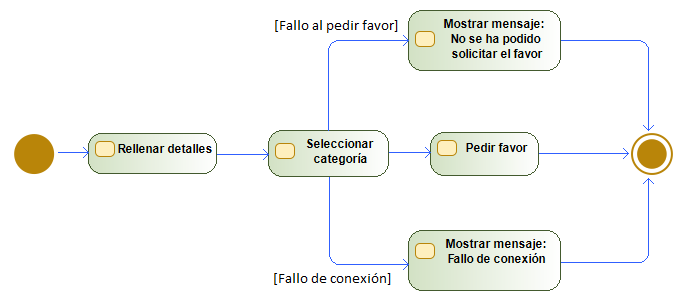 [Fallo al pedir favor]
Mostrar mensaje:
No se ha podido
solicitar el favor
Rellenar detalles
Seleccionar
categoría
Pedir favor
[Fallo de conexión]
Mostrar mensaje:
Fallo de conexión